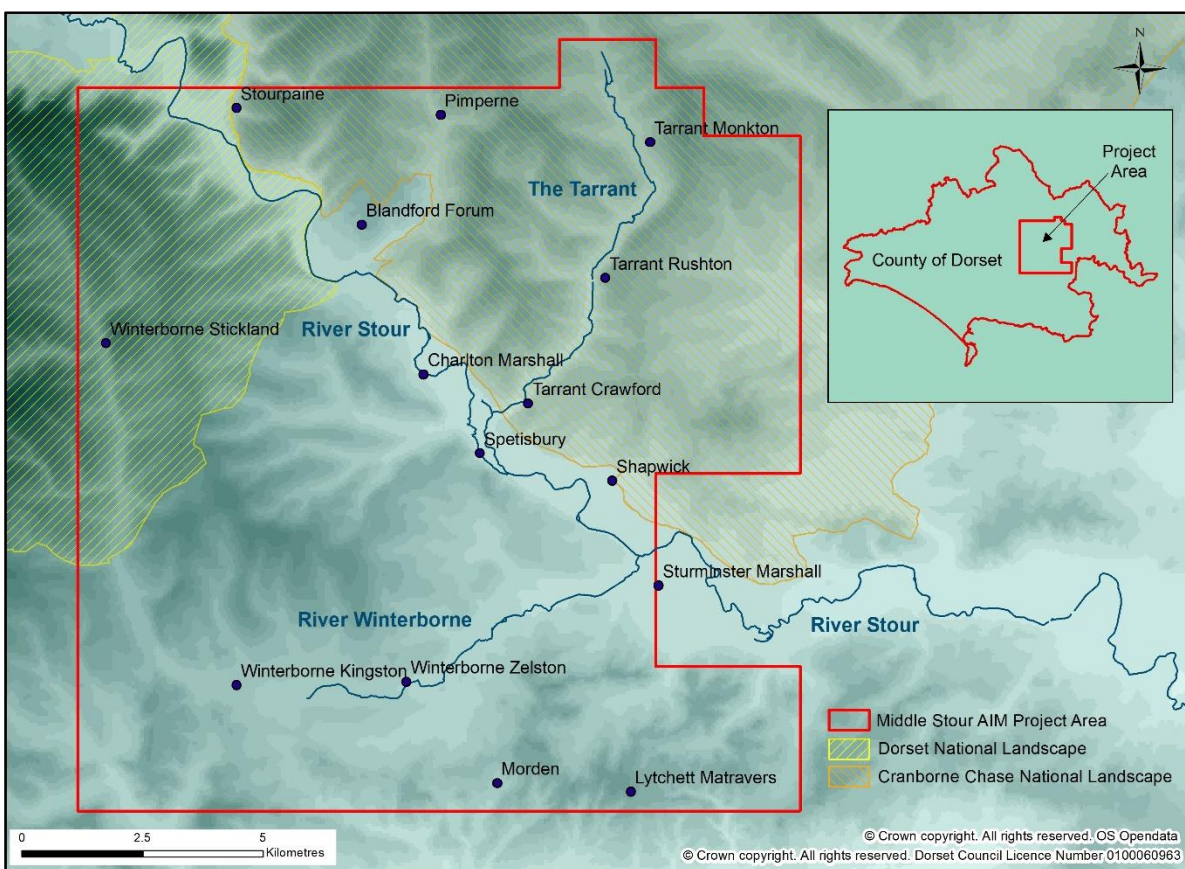 N
Stourpaine
Pimperne
Tarrant Monkton
The Tarrant
Blandford Forum
Tarrant Rushton
River Stour
Winterborne Stickland
Charlton Marshall
Tarrant Crawford
Spetisbury
Shapwick
Sturminster Marshall
River Winterborne
River Stour
Winterborne Kingston
Winterborne Zelston
Morden
Lytchett Matravers
Project
Area
County of Dorset
Middle Stour AIM Project Area
Dorset National Landscape
Cranborne Chase National Landscape
0 2.5 5
Kilometres
© Crown copyright. All rights reserved. OS Opendata
© Crown copyright. All rights reserved. Dorset Council Licence Number 0100060963